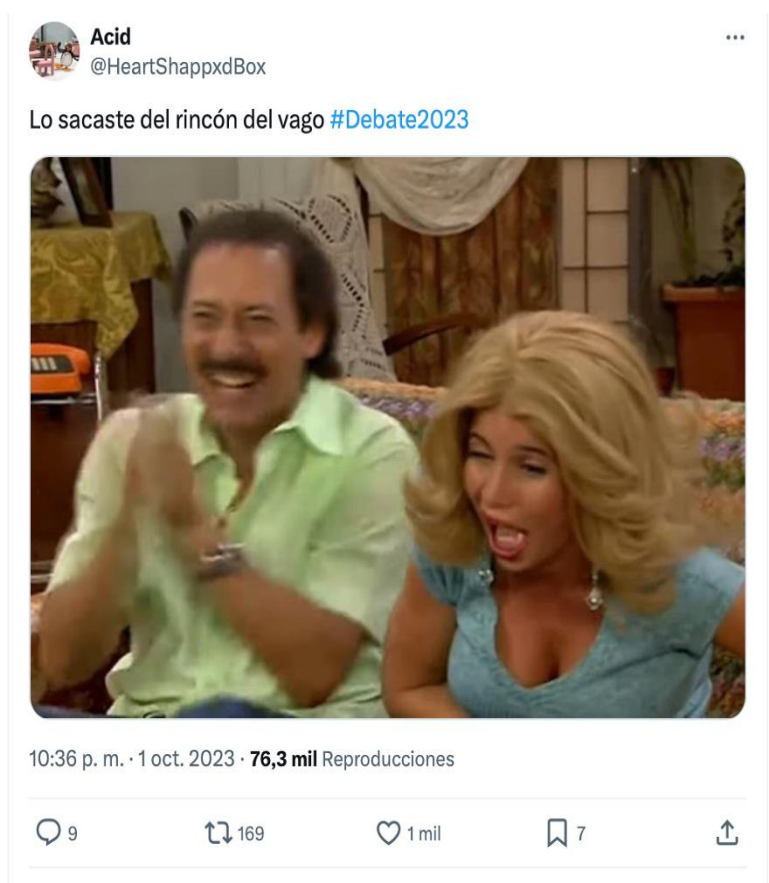 Acid
@HeartShappxdBox
Lo sacaste del rincón del vago #Debate2023
10:36 p. m. · 1 oct. 2023 · 76,3 mil Reproducciones
9 169 1 mil 7